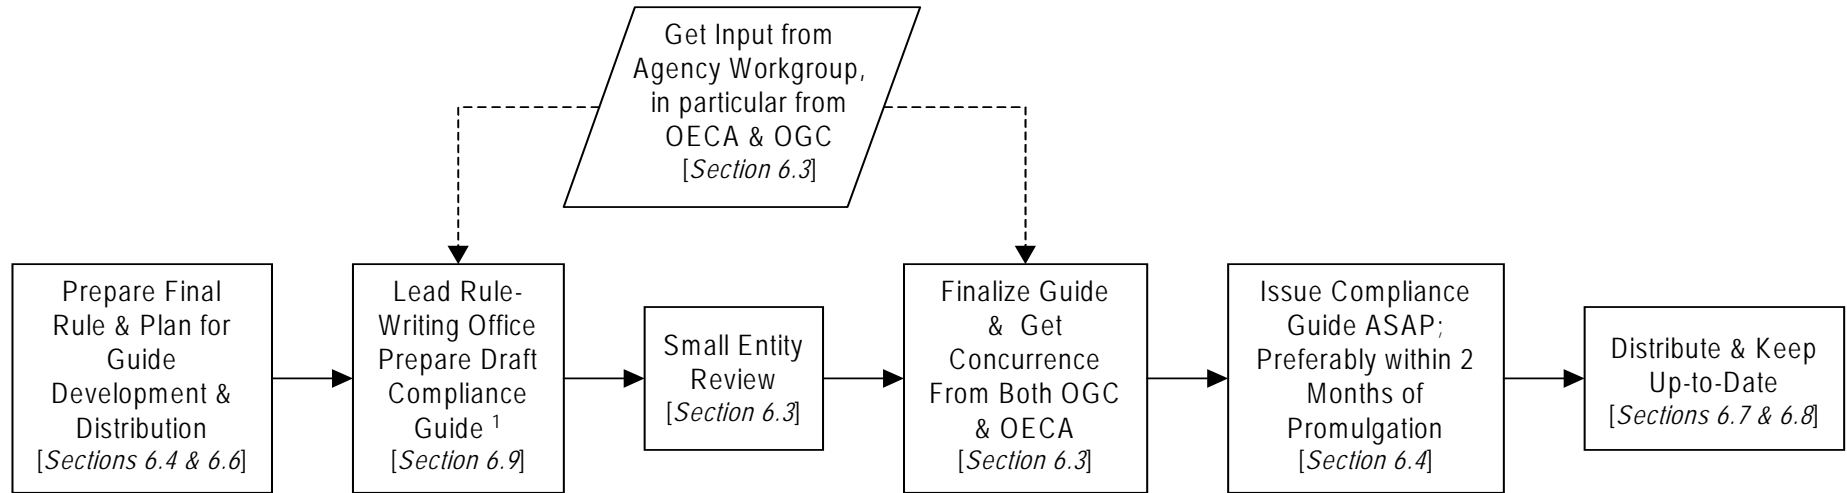 Get Input from
Agency Workgroup,
in particular from
OECA & OGC
[Section 6.3]
Prepare Final
Rule & Plan for
Guide
Development &
Distribution
[Sections 6.4 & 6.6]
Lead Rule-
Writing Office
Prepare Draft
Compliance
Guide 1
[Section 6.9]
Small Entity
Review
[Section 6.3]
Finalize Guide
& Get
Concurrence
From Both OGC
& OECA
[Section 6.3]
Issue Compliance
Guide ASAP;
Preferably within 2
Months of
Promulgation
[Section 6.4]
Distribute & Keep
Up-to-Date
[Sections 6.7 & 6.8]